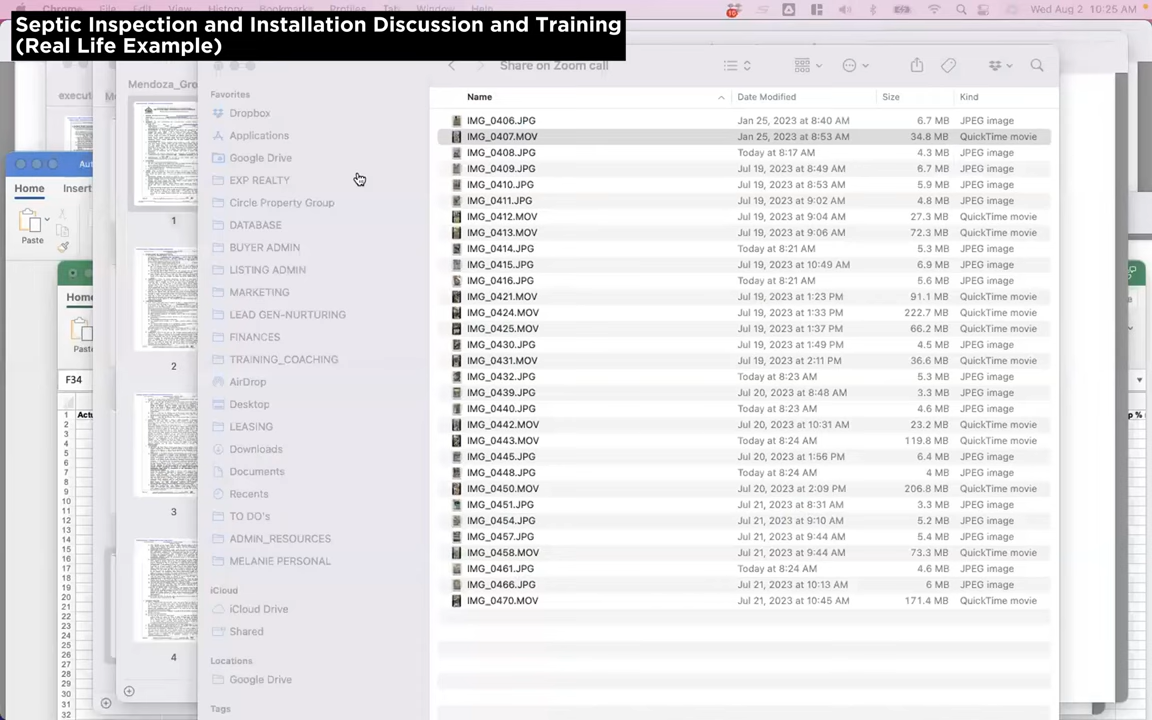 Septic Inspection and Installation Discussion and Training
(Real Life Example)
Wed Aug 2 10:25 AM
Share on Zoom call
Mendoza_Gro
execut
Home
Insert
Paste
Home
Paste
F34
1
2
3
4
Favorites
Dropbox
Applications
Google Drive
EXP REALTY
Circle Property Group
DATABASE
BUYER ADMIN
LISTING ADMIN
MARKETING
LEAD GEN-NURTURING
FINANCES
TRAINING_COACHING
AirDrop
Desktop
LEASING
Downloads
Documents
Recents
TO DO's
ADMIN_RESOURCES
MELANIE PERSONAL
iCloud
iCloud Drive
Shared
Locations
Google Drive
Tags
Name Date Modified Size Kind
IMG_0406.JPG Jan 25, 2023 at 8:40 AM 6.7 MB JPEG image
IMG_0407.MOV Jan 25, 2023 at 8:53 AM 34.8 MB QuickTime movie
IMG_0408.JPG Today at 8:17 AM 4.3 MB JPEG image
IMG_0409.JPG Jul 19, 2023 at 8:49 AM 6.7 MB JPEG image
IMG_0410.JPG Jul 19, 2023 at 8:53 AM 5.9 MB JPEG image
IMG_0411.JPG Jul 19, 2023 at 9:02 AM 4.8 MB JPEG image
IMG_0412.MOV Jul 19, 2023 at 9:04 AM 27.3 MB QuickTime movie
IMG_0413.MOV Jul 19, 2023 at 9:06 AM 72.3 MB QuickTime movie
IMG_0414.JPG Today at 8:21 AM 5.3 MB JPEG image
IMG_0415.JPG Jul 19, 2023 at 10:49 AM 6.9 MB JPEG image
IMG_0416.JPG Today at 8:21 AM 5.6 MB JPEG image
IMG_0421.MOV Jul 19, 2023 at 1:23 PM 91.1 MB QuickTime movie
IMG_0424.MOV Jul 19, 2023 at 1:33 PM 222.7 MB QuickTime movie
IMG_0425.MOV Jul 19, 2023 at 1:37 PM 66.2 MB QuickTime movie
IMG_0430.JPG Jul 19, 2023 at 1:49 PM 4.5 MB JPEG image
IMG_0431.MOV Jul 19, 2023 at 2:11 PM 36.6 MB QuickTime movie
IMG_0432.JPG Today at 8:23 AM 5.3 MB JPEG image
IMG_0439.JPG Jul 20, 2023 at 8:48 AM 3.3 MB JPEG image
IMG_0440.JPG Today at 8:23 AM 4.6 MB JPEG image
IMG_0442.MOV Jul 20, 2023 at 10:31 AM 23.2 MB QuickTime movie
IMG_0443.MOV Today at 8:24 AM 119.8 MB QuickTime movie
IMG_0445.JPG Jul 20, 2023 at 1:56 PM 6.4 MB JPEG image
IMG_0448.JPG Today at 8:24 AM 4 MB JPEG image
IMG_0450.MOV Jul 20, 2023 at 2:09 PM 206.8 MB QuickTime movie
IMG_0451.JPG Jul 21, 2023 at 8:31 AM 3.3 MB JPEG image
IMG_0454.JPG Jul 21, 2023 at 9:10 AM 5.2 MB JPEG image
IMG_0457.JPG Jul 21, 2023 at 9:44 AM 5.4 MB JPEG image
IMG_0458.MOV Jul 21, 2023 at 9:44 AM 73.3 MB QuickTime movie
IMG_0461.JPG Today at 8:24 AM 4.6 MB JPEG image
IMG_0466.JPG Jul 21, 2023 at 10:13 AM 6 MB JPEG image
IMG_0470.MOV Jul 21, 2023 at 10:45 AM 171.4 MB QuickTime movie